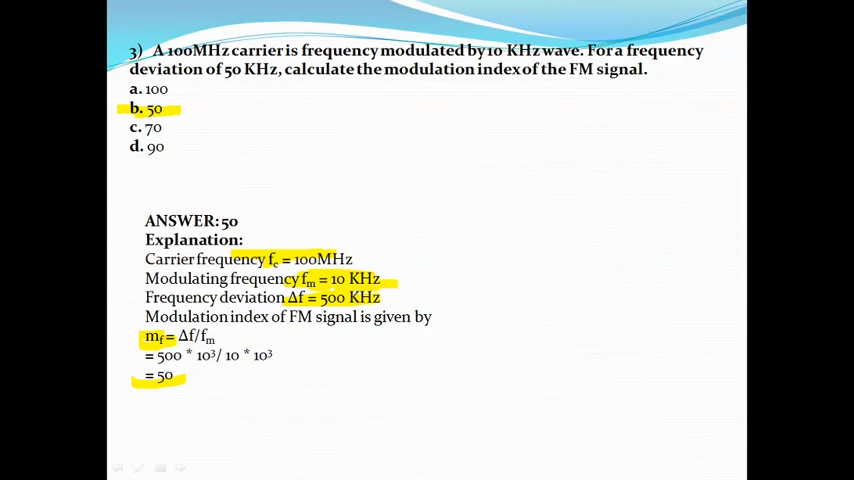 3) A 100MHz carier is frequency modulated by 10 KHz wave. For a frequency
deviation of 50 KHz, calculate the modulation index of the FM signal.
a. 100
b. 50
c. 70
d. 90
ANSWER: 50
Explanation:
Carrier frequency fc = 100MHz
Modulating frequency fm = 10 KHz
Frequency deviation Δf = 500 KHz
Modulation index of FM signal is given by
mf = Δf/fm
= 500 * 10³/ 10 * 10³
= 50